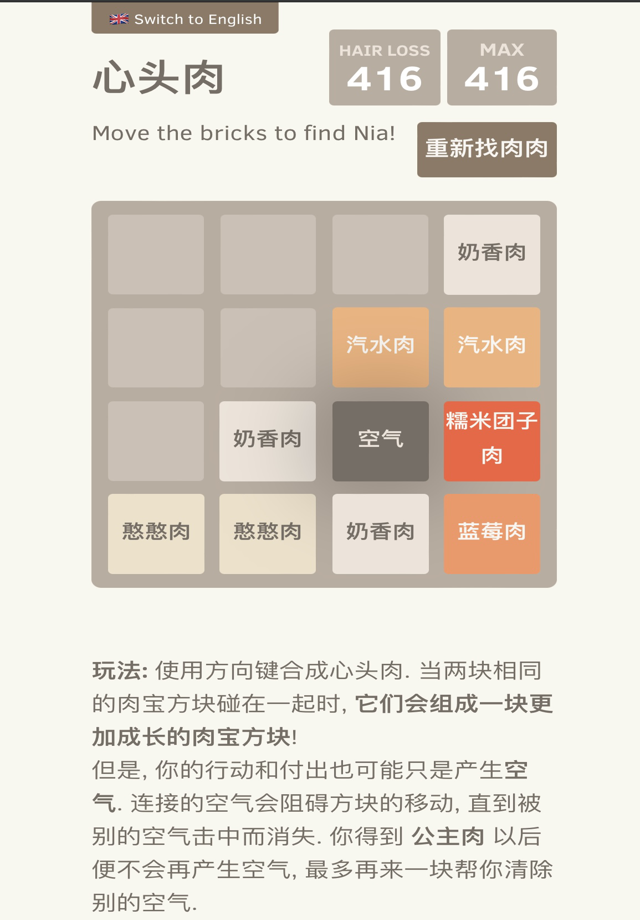 🇬🇧 Switch to English
心头肉
HAIR LOSS
416
MAX
416
Move the bricks to find Nia!
重新找肉肉
奶香肉
汽水肉
汽水肉
奶香肉
空气
糯米团子
肉
憨憨肉
憨憨肉
奶香肉
蓝莓肉
玩法: 使用方向键合成心头肉. 当两块相同
的肉宝方块碰在一起时, 它们会组成一块更
加成长的肉宝方块!
但是, 你的行动和付出也可能只是产生空
气. 连接的空气会阻碍方块的移动, 直到被
别的空气击中而消失. 你得到 公主肉 以后
便不会再产生空气, 最多再来一块帮你清除
别的空气.